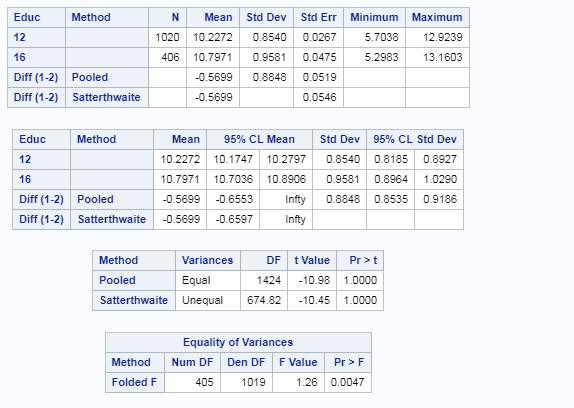 Educ Method N Mean Std Dev Std Err Minimum Maximum
12 1020 10.2272 0.8540 0.0267 5.7038 12.9239
16 406 10.7971 0.9581 0.0475 5.2983 13.1603
Diff (1-2) Pooled -0.5699 0.8848 0.0519
Diff (1-2) Satterthwaite -0.5699 0.0546
Educ Method Mean 95% CL Mean Std Dev 95% CL Std Dev
12 10.2272 10.1747 10.2797 0.8540 0.8185 0.8927
16 10.7971 10.7036 10.8906 0.9581 0.8964 1.0290
Diff (1-2) Pooled -0.5699 -0.6553 Infty 0.8848 0.8535 0.9186
Diff (1-2) Satterthwaite -0.5699 -0.6597 Infty
Method Variances DF t Value Pr > t
Pooled Equal 1424 -10.98 1.0000
Satterthwaite Unequal 674.82 -10.45 1.0000
Equality of Variances
Method Num DF Den DF F Value Pr > F
Folded F 405 1019 1.26 0.0047